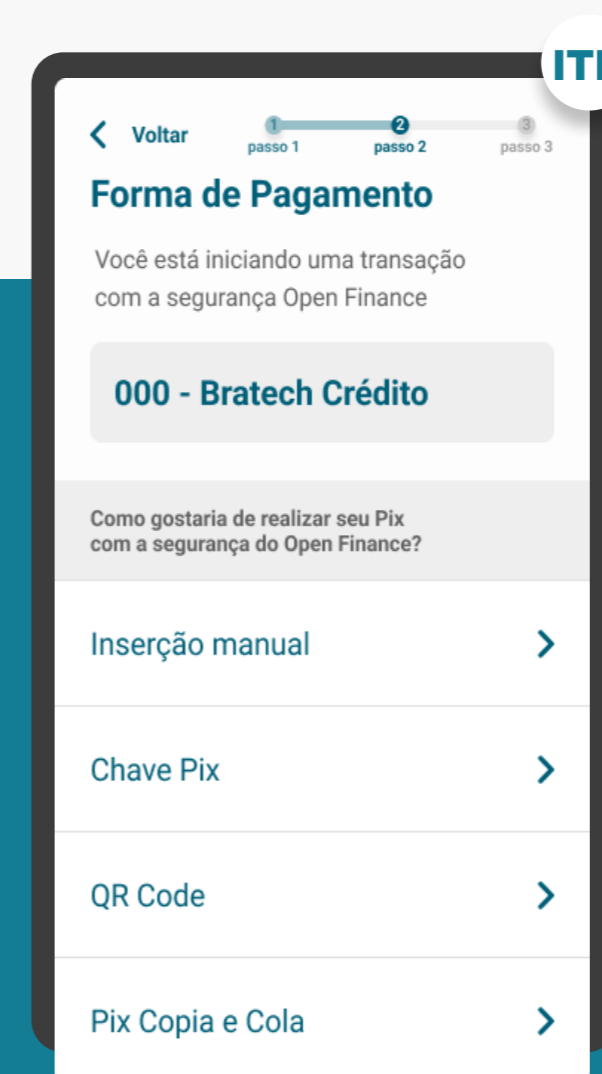 Voltar
1
2
3
passo 1
passo 2
passo 3
Forma de Pagamento
Você está iniciando uma transação
com a segurança Open Finance
000 - Bratech Crédito
Como gostaria de realizar seu Pix
com a segurança do Open Finance?
Inserção manual
Chave Pix
QR Code
Pix Copia e Cola